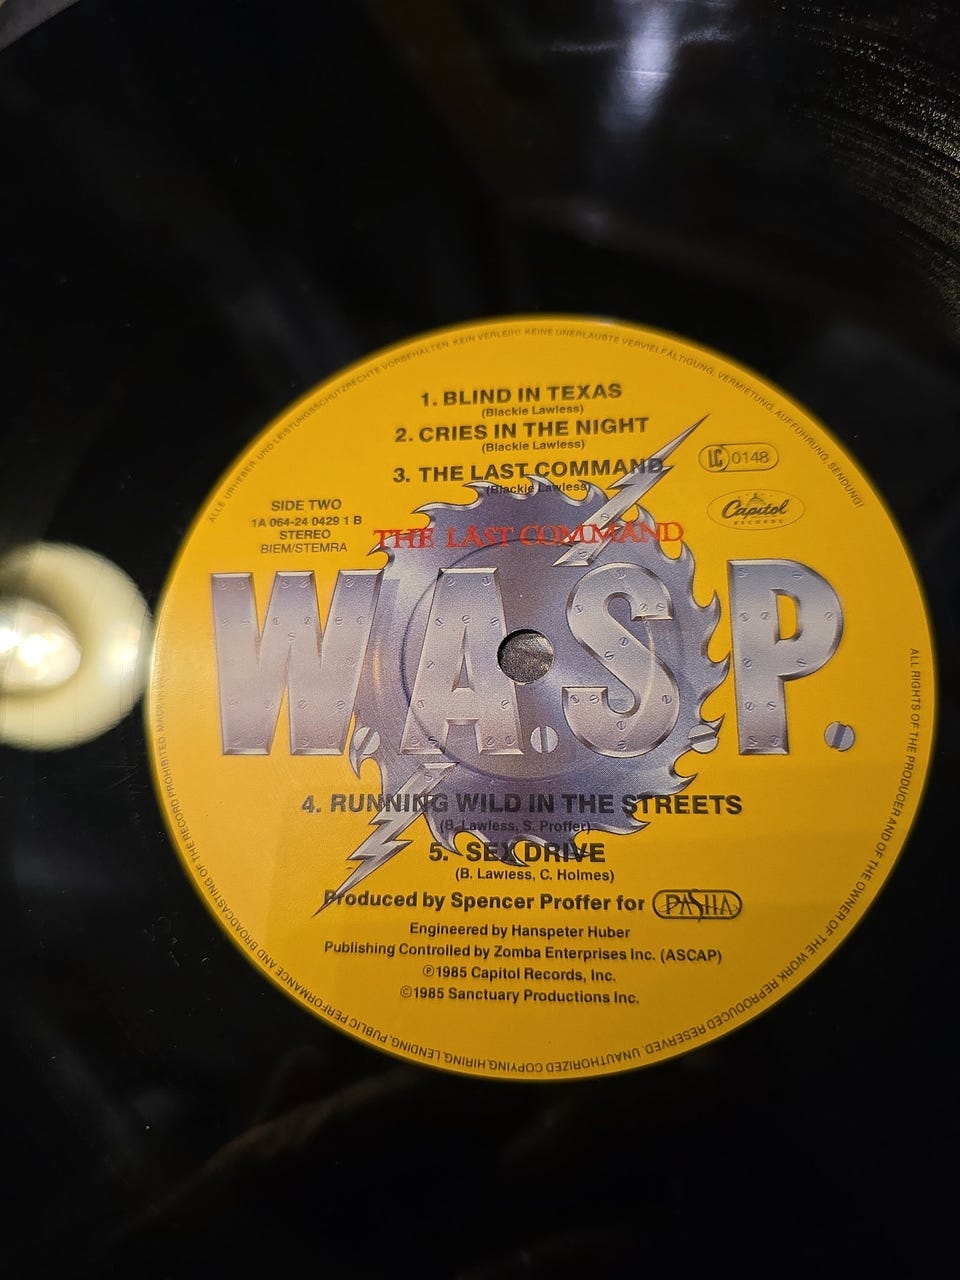 ALLE URHEBER- UND LEISTUNGSSCHUTZRECHTE VORBEHALTEN. KEIN VERLEIH! KEINE UNERLAUBTE VERVIELFÄLTIGUNG, VERMIETUNG, AUFFÜHRUNG, SENDUNG!
1. BLIND IN TEXAS
(Blackie Lawless)
2. CRIES IN THE NIGHT
(Blackie Lawless)
3. THE LAST COMMAND
(Blackie Lawless)
LC 0148
Capitol
RECORDS
SIDE TWO
1A 064-24 0429 1 B
STEREO
BIEM/STEMRA
THE LAST COMMAND
W.A.S.P.
4. RUNNING WILD IN THE STREETS
(B. Lawless, S. Proffer)
5. SEX DRIVE
(B. Lawless, C. Holmes)
Produced by Spencer Proffer for PASHA
Engineered by Hanspeter Huber
Publishing Controlled by Zomba Enterprises Inc. (ASCAP)
℗1985 Capitol Records, Inc.
©1985 Sanctuary Productions Inc.
ALL RIGHTS OF THE PRODUCER AND OF THE OWNER OF THE WORK REPRODUCED RESERVED. UNAUTHORIZED COPYING, HIRING, LENDING, PUBLIC PERFORMANCE AND BROADCASTING OF THE RECORD PROHIBITED. MADE IN